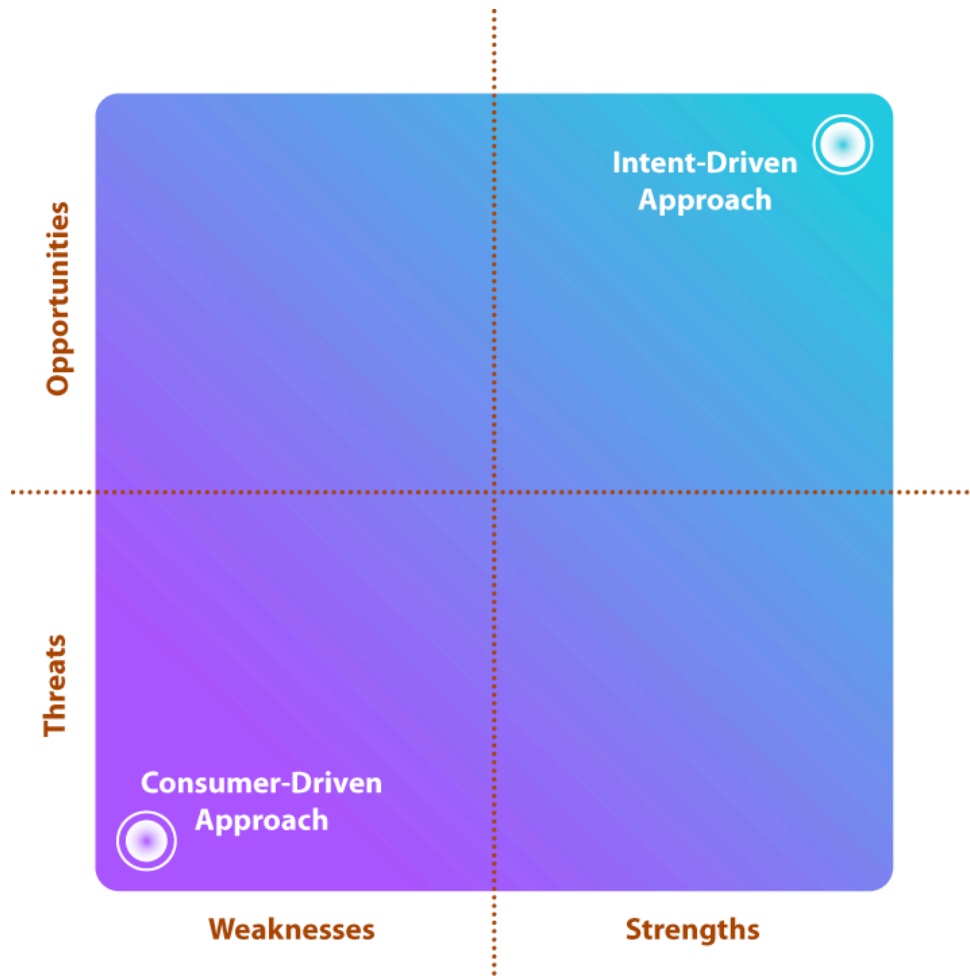 Intent-Driven
Approach
Opportunities
Threats
Consumer-Driven
Approach
Weaknesses
Strengths